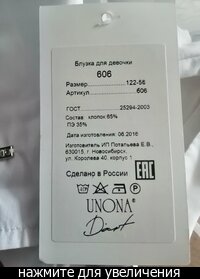 Блузка для девочки
606
Размер 122-56
Артикул 606
ГОСТ 25294-2003
Состав: хлопок 65%
ПЭ 35%
Дата изготовления: 06.2016
Изготовитель ИП Потапьева Е.В.,
630015, г. Новосибирск,
ул. Королева 40, корпус 1
Сделано в России
EAC
UNONA®
нажмите для увеличения